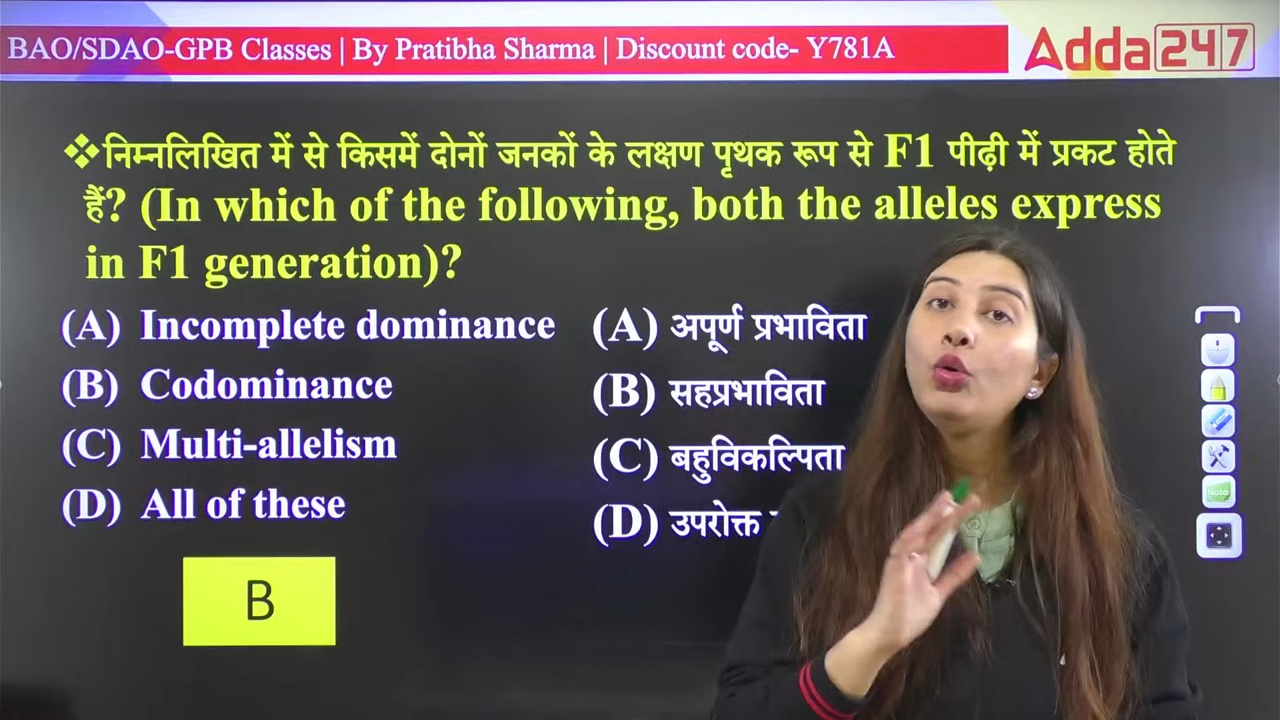 BAO/SDAO-GPB Classes | By Pratibha Sharma | Discount code- Y781A
Adda247
❖निम्नलिखित में से किसमें दोनों जनकों के लक्षण पृथक रूप से F1 पीढ़ी में प्रकट होते
हैं? (In which of the following, both the alleles express
in F1 generation)?
(A) Incomplete dominance
(B) Codominance
(C) Multi-allelism
(D) All of these
(A) अपूर्ण प्रभाविता
(B) सहप्रभाविता
(C) बहुविकल्पिता
(D) उपरोक्त
B
Note